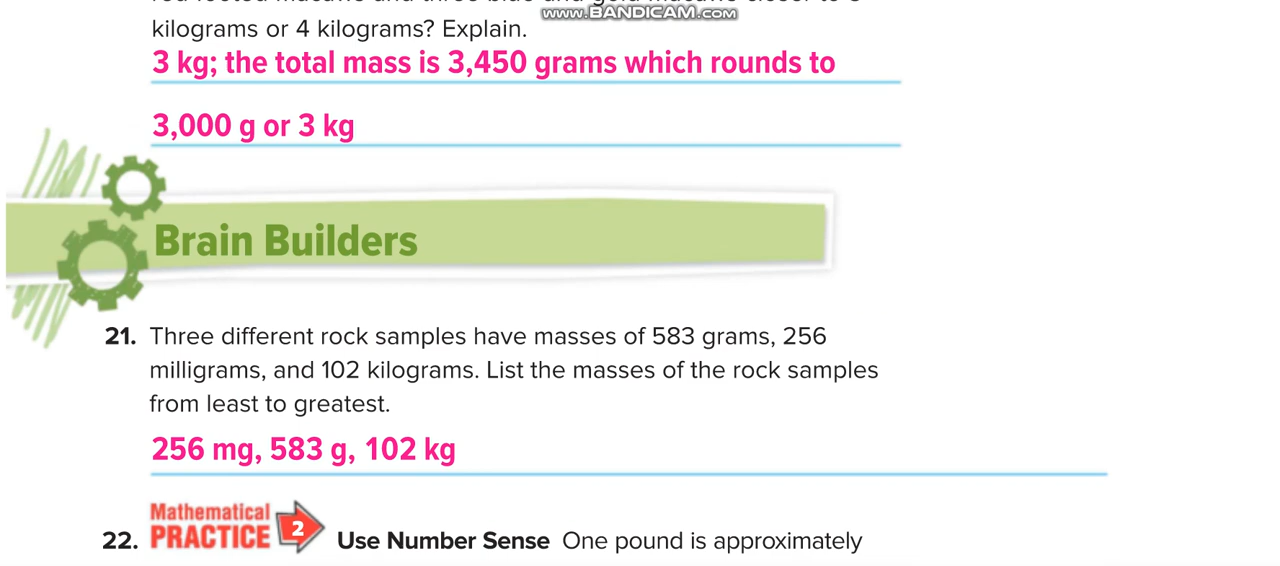 www.BANDICAM.com
kilograms or 4 kilograms? Explain.
3 kg; the total mass is 3,450 grams which rounds to
3,000 g or 3 kg
Brain Builders
21. Three different rock samples have masses of 583 grams, 256
milligrams, and 102 kilograms. List the masses of the rock samples
from least to greatest.
256 mg, 583 g, 102 kg
Mathematical
PRACTICE 2
22. Use Number Sense One pound is approximately